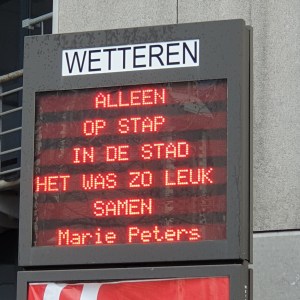 WETTEREN
ALLEEN
OP STAP
IN DE STAD
HET WAS ZO LEUK
SAMEN
Marie Peters